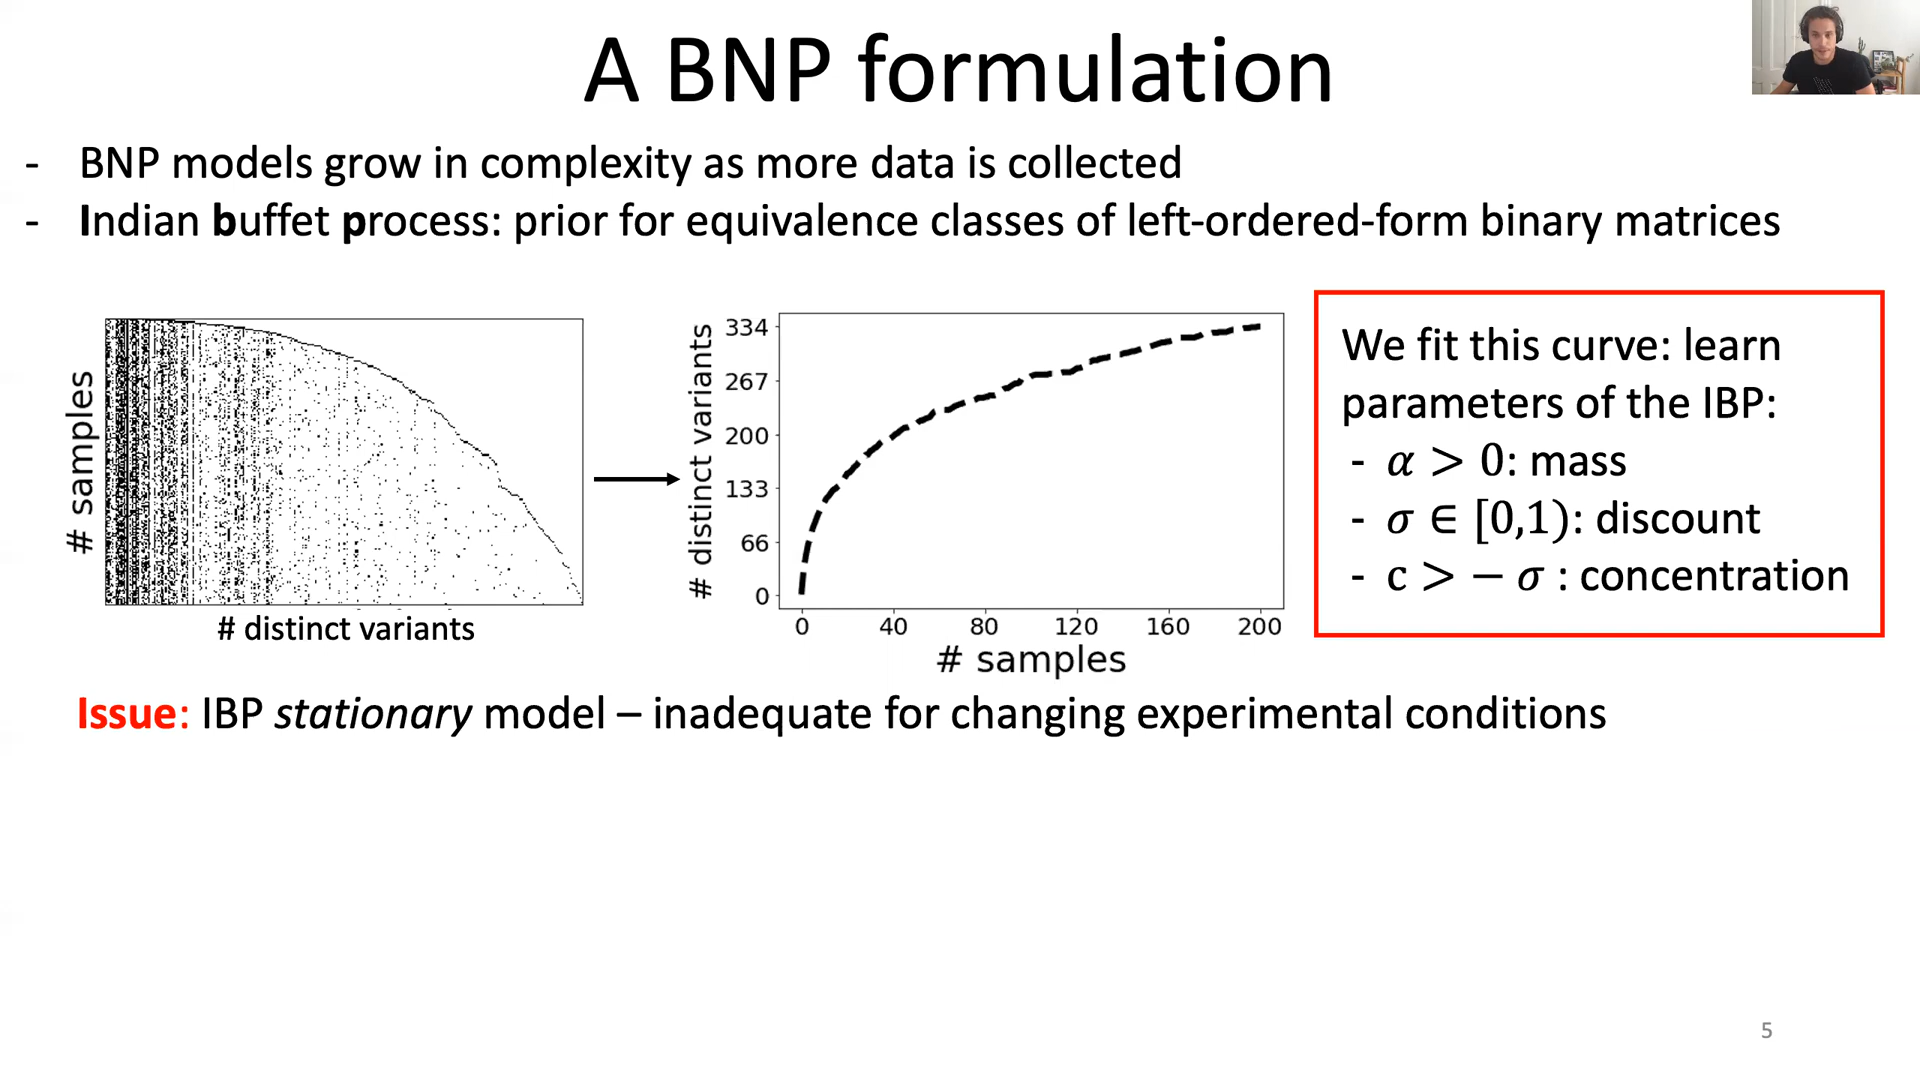 A BNP formulation
- BNP models grow in complexity as more data is collected
- Indian buffet process: prior for equivalence classes of left-ordered-form binary matrices
# samples
# distinct variants
# distinct variants
334
267
200
133
66
0
0 40 80 120 160 200
# samples
We fit this curve: learn
parameters of the IBP:
- α > 0: mass
- σ ∈ [0,1): discount
- c > − σ : concentration
Issue: IBP stationary model – inadequate for changing experimental conditions
5